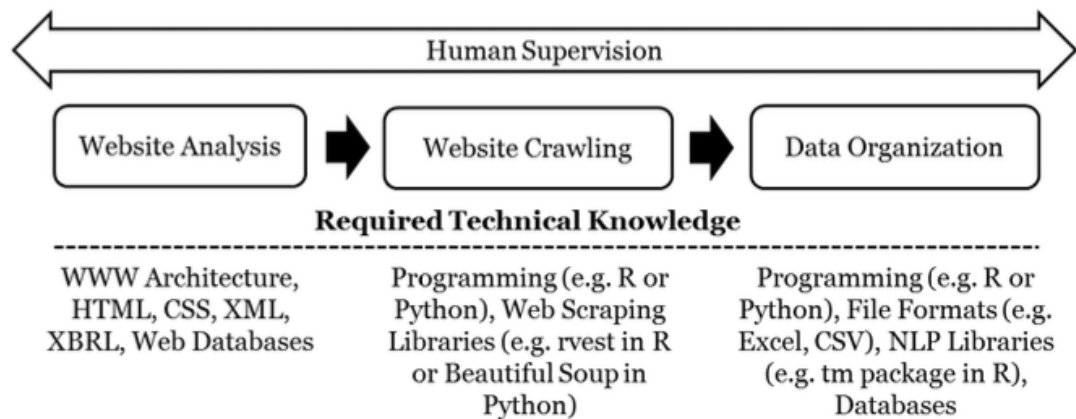 Human Supervision
Website Analysis
Website Crawling
Data Organization
Required Technical Knowledge
WWW Architecture,
HTML, CSS, XML,
XBRL, Web Databases
Programming (e.g. R or
Python), Web Scraping
Libraries (e.g. rvest in R
or Beautiful Soup in
Python)
Programming (e.g. R or
Python), File Formats (e.g.
Excel, CSV), NLP Libraries
(e.g. tm package in R),
Databases